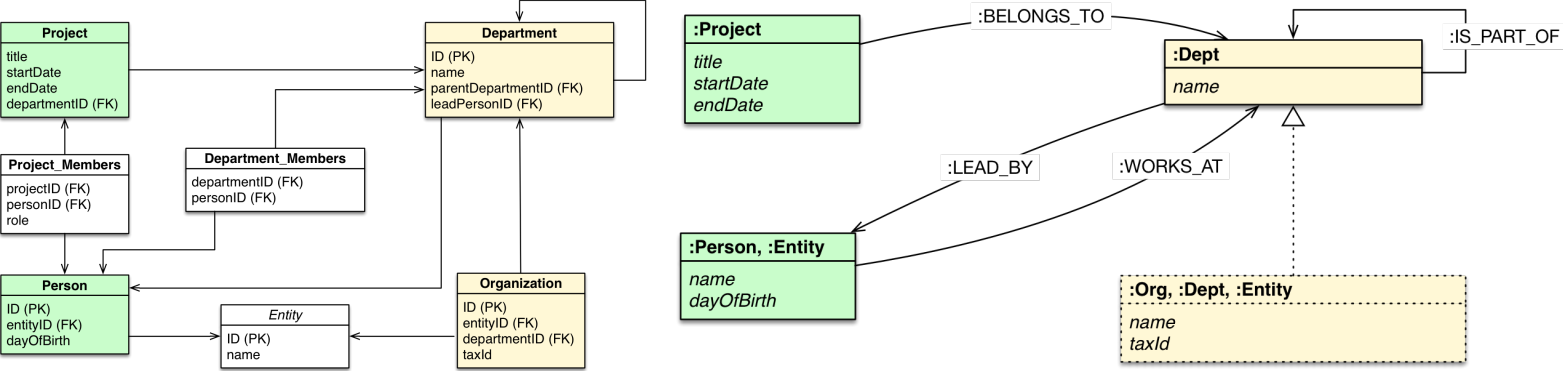 Project
title
startDate
endDate
departmentID (FK)
Department
ID (PK)
name
parentDepartmentID (FK)
leadPersonID (FK)
Project_Members
projectID (FK)
personID (FK)
role
Department_Members
departmentID (FK)
personID (FK)
Person
ID (PK)
entityID (FK)
dayOfBirth
Entity
ID (PK)
name
Organization
ID (PK)
entityID (FK)
departmentID (FK)
taxId
:Project
title
startDate
endDate
:BELONGS_TO
:Dept
name
:IS_PART_OF
:LEAD_BY
:WORKS_AT
:Person, :Entity
name
dayOfBirth
:Org, :Dept, :Entity
name
taxId